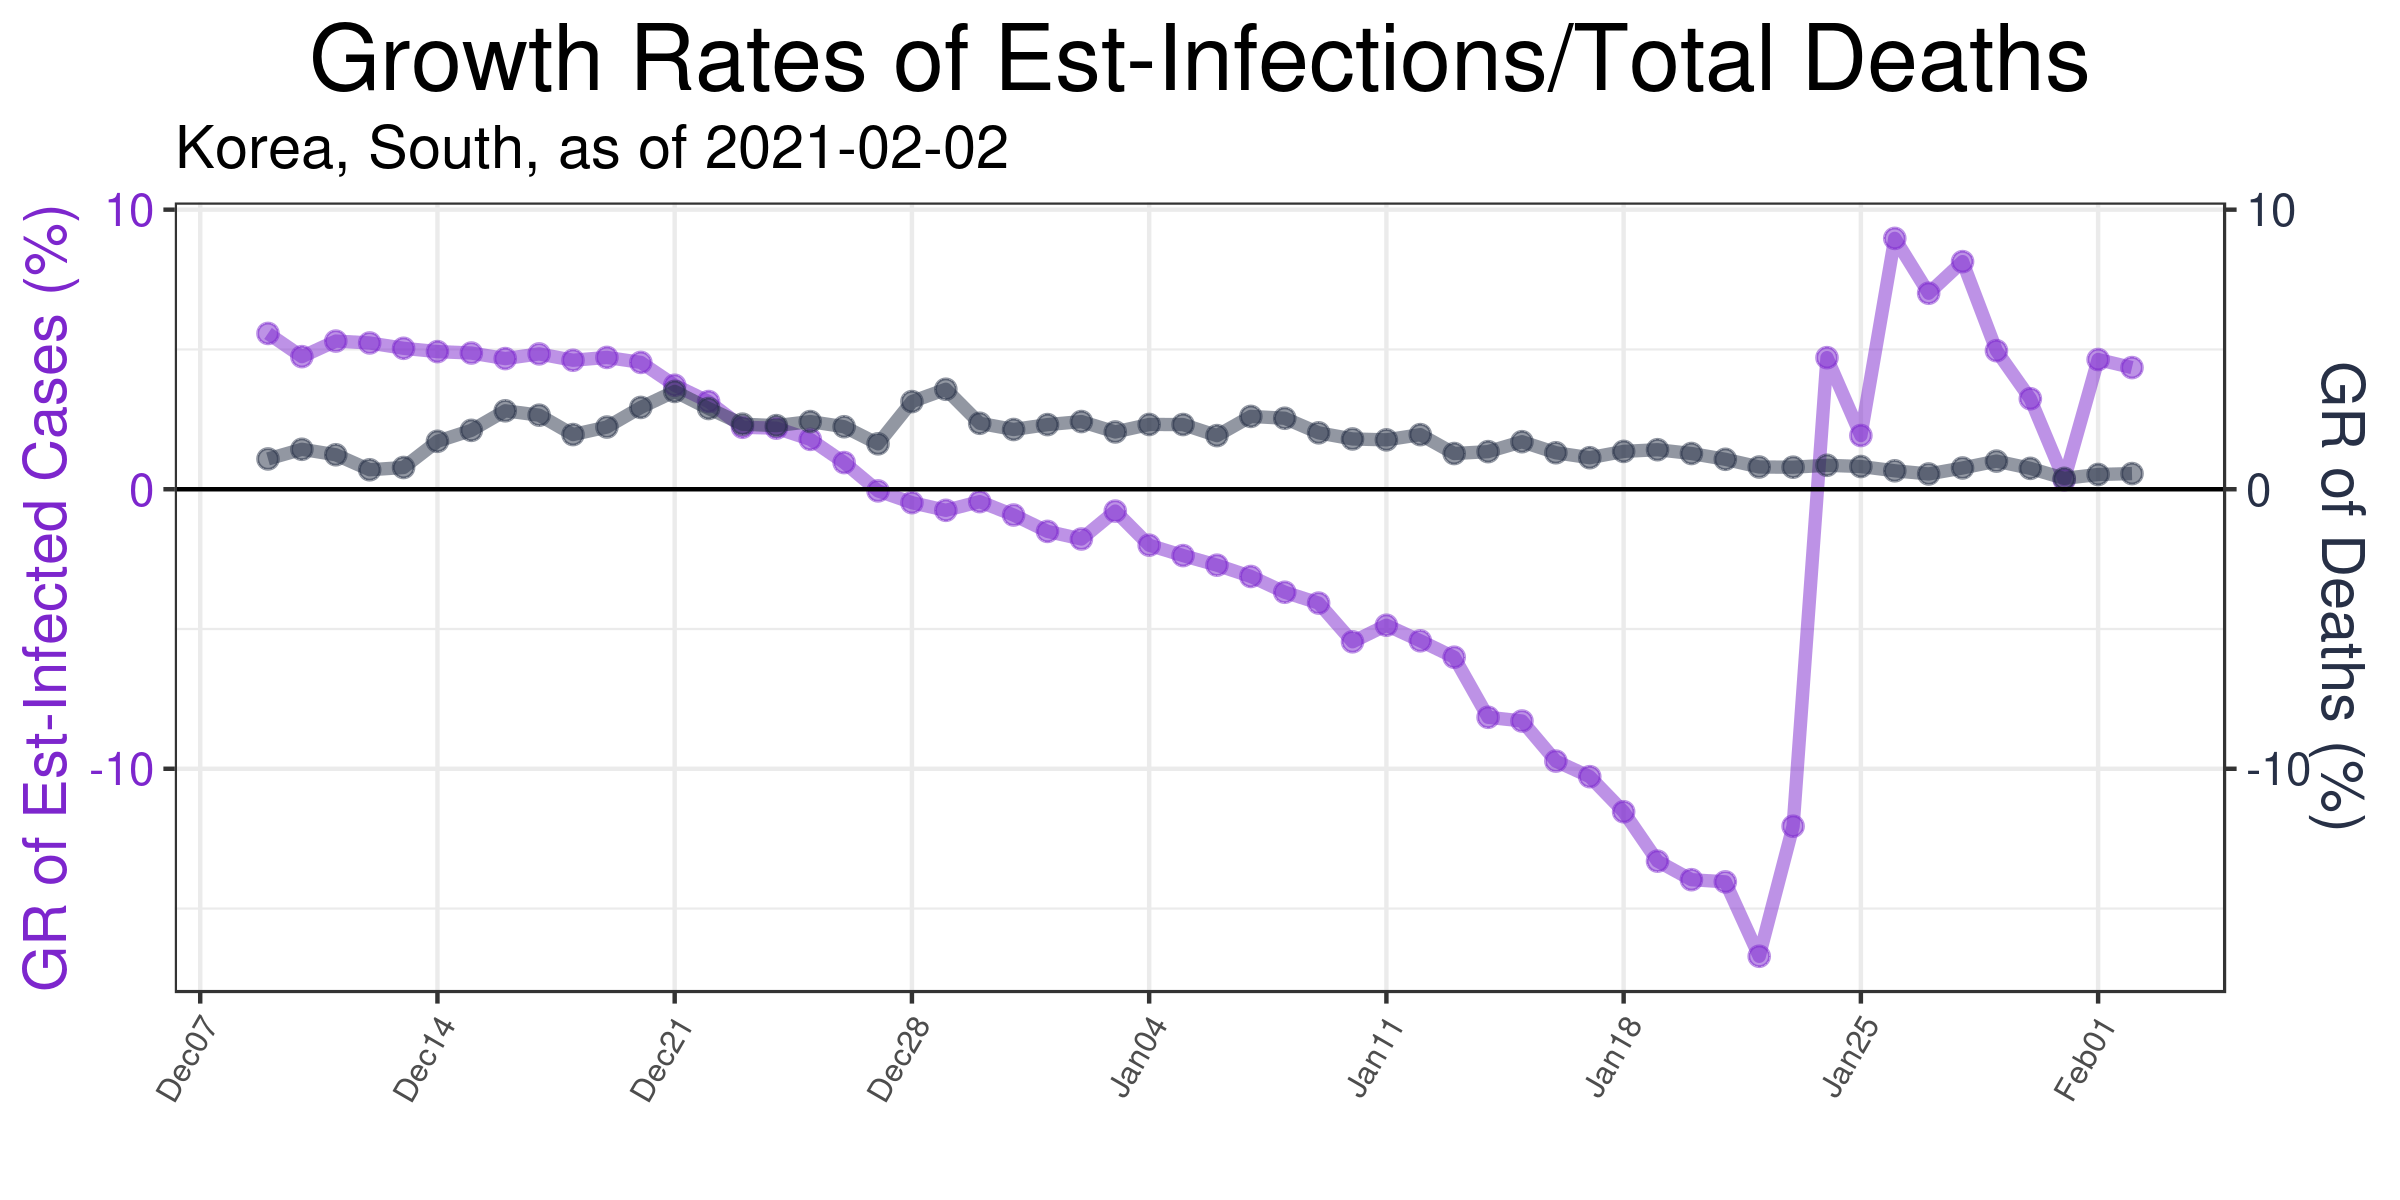 Growth Rates of Est-Infections/Total Deaths
Korea, South, as of 2021-02-02
GR of Est-Infected Cases (%)
10
0
-10
10
0
-10
GR of Deaths (%)
Dec07
Dec14
Dec21
Dec28
Jan04
Jan11
Jan18
Jan25
Feb01